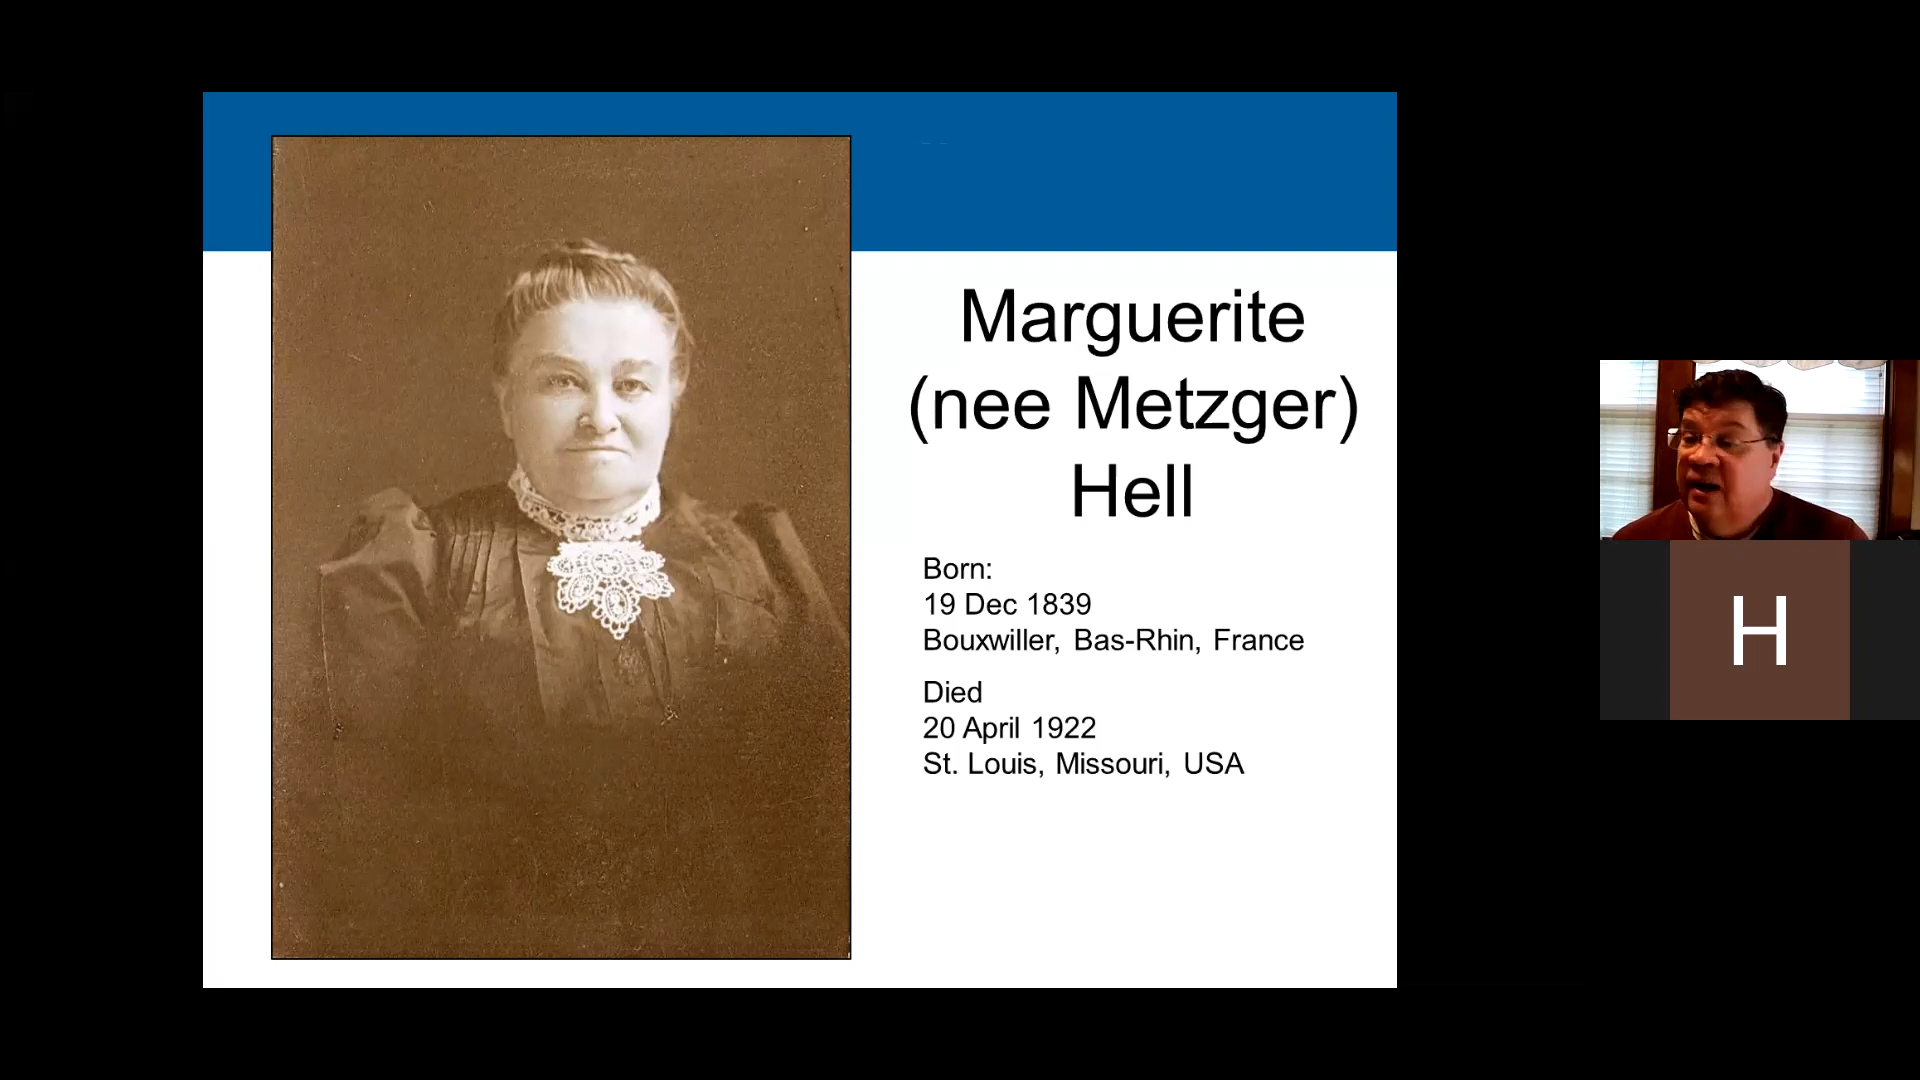 Marguerite
(nee Metzger)
Hell
Born:
19 Dec 1839
Bouxwiller, Bas-Rhin, France
Died
20 April 1922
St. Louis, Missouri, USA
H